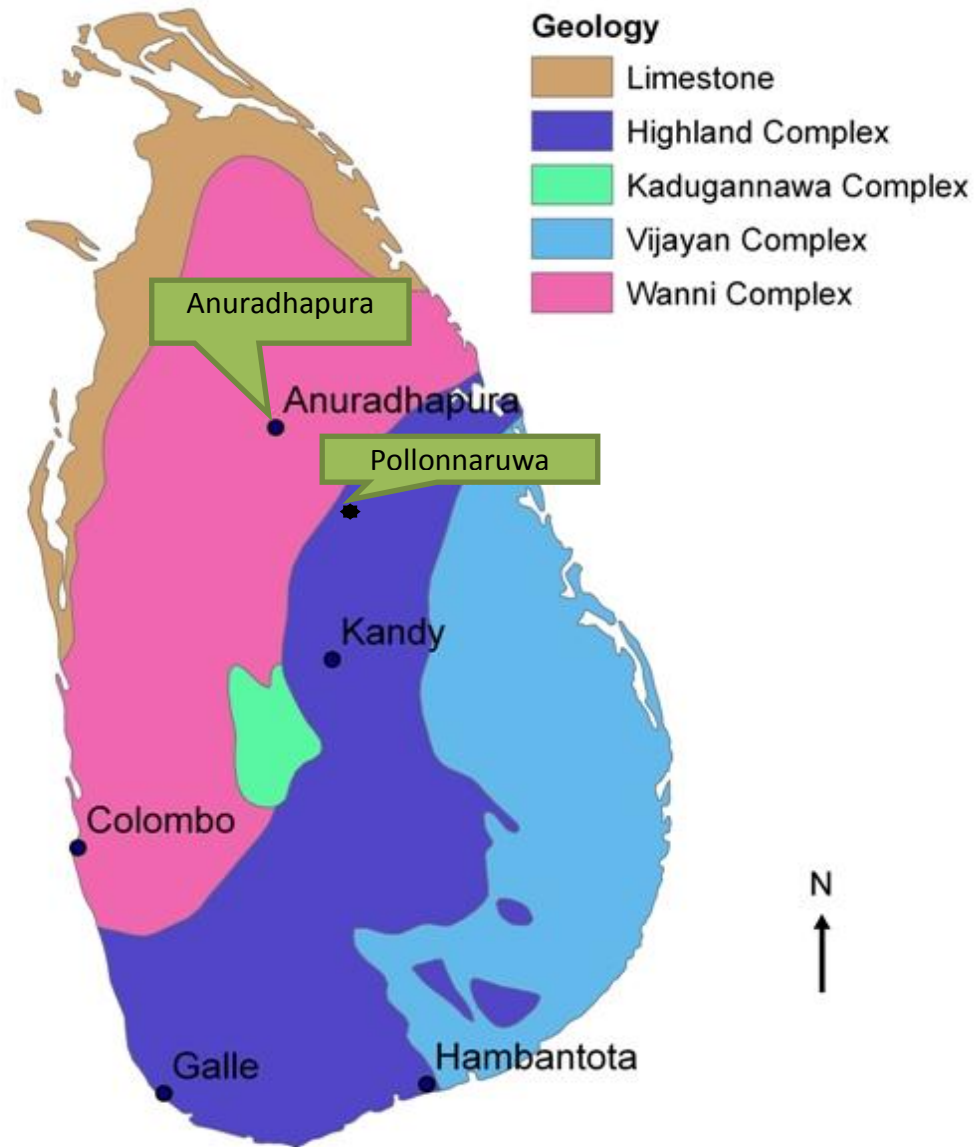 Geology
Limestone
Highland Complex
Kadugannawa Complex
Vijayan Complex
Wanni Complex
Anuradhapura
Anuradhapura
Pollonnaruwa
Kandy
Colombo
N
Galle
Hambantota